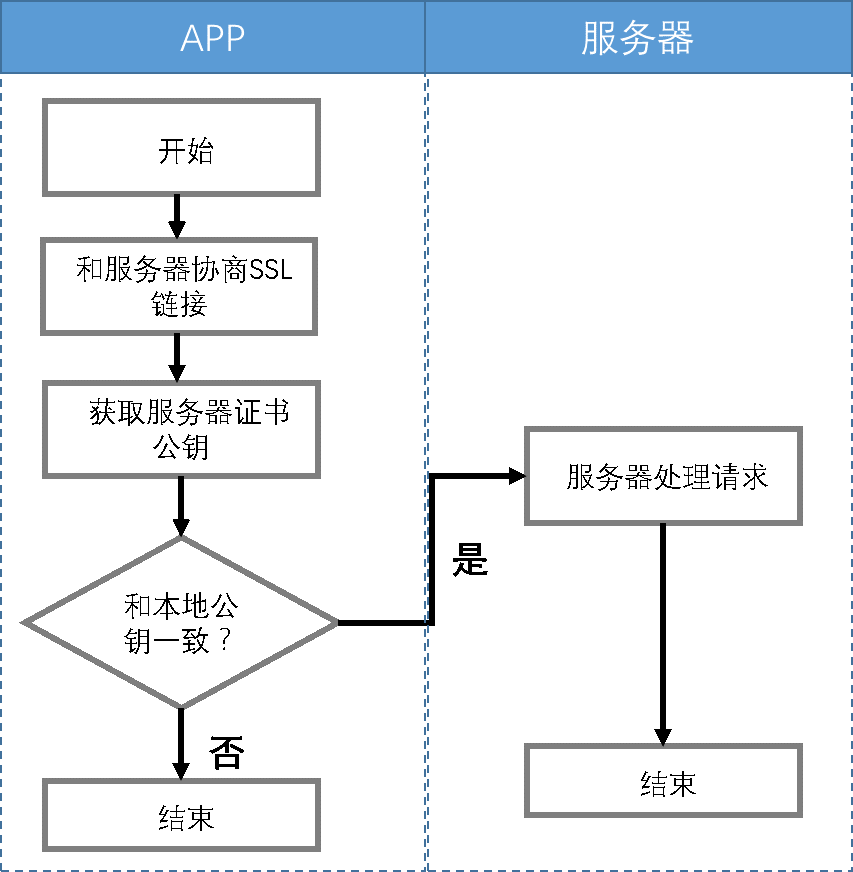 APP
服务器
开始
和服务器协商SSL
链接
获取服务器证书
公钥
服务器处理请求
是
和本地公
钥一致？
否
结束
结束